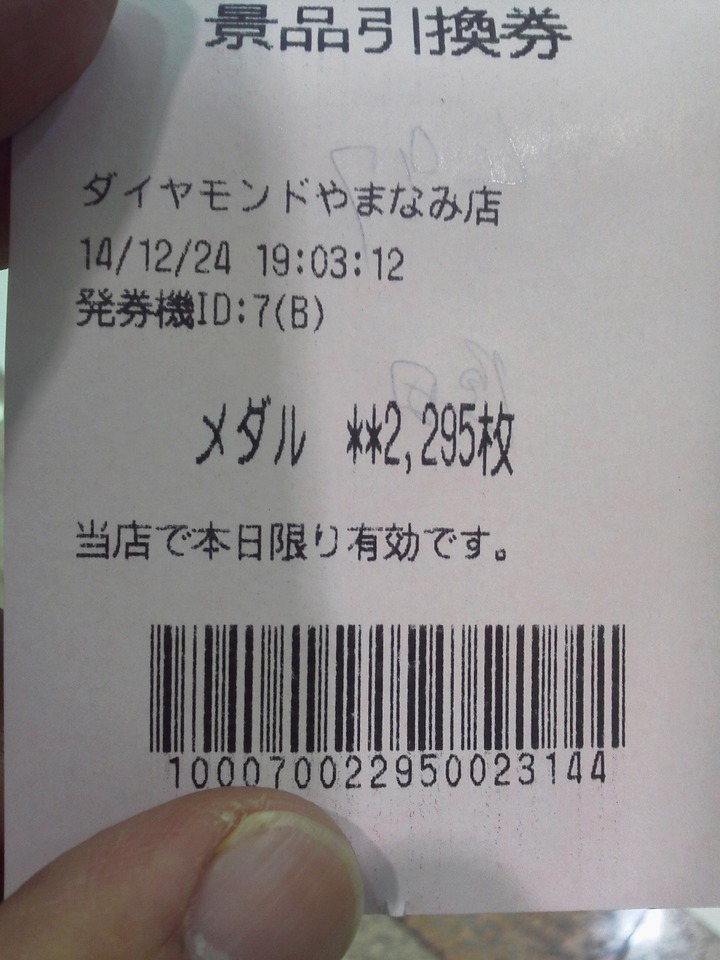 景品引換券
ダイヤモンドやまなみ店
14/12/24 19:03:12
発券機ID:7(B)
メダル **2,295枚
当店で本日限り有効です。
100070022950023144